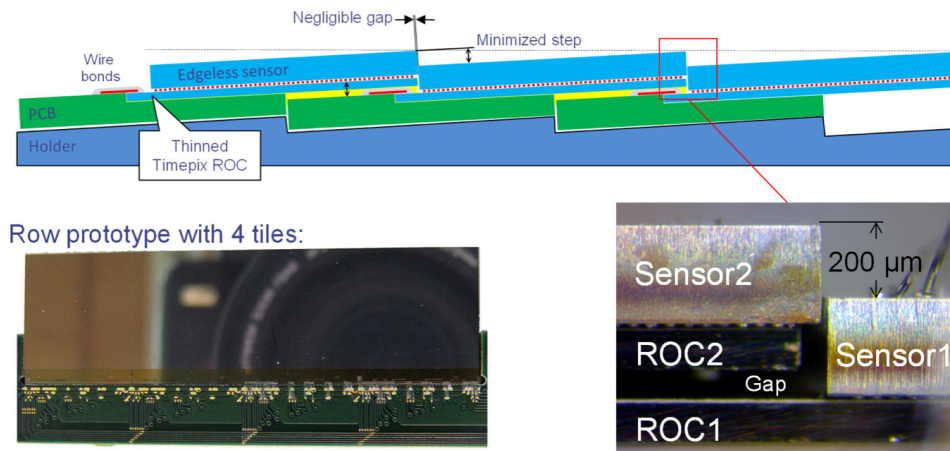 Negligible gap
Minimized step
Wire
bonds
Edgeless sensor
PCB
Thinned
Timepix ROC
Holder
Row prototype with 4 tiles:
200 µm
Sensor2
ROC2
Sensor1
Gap
ROC1